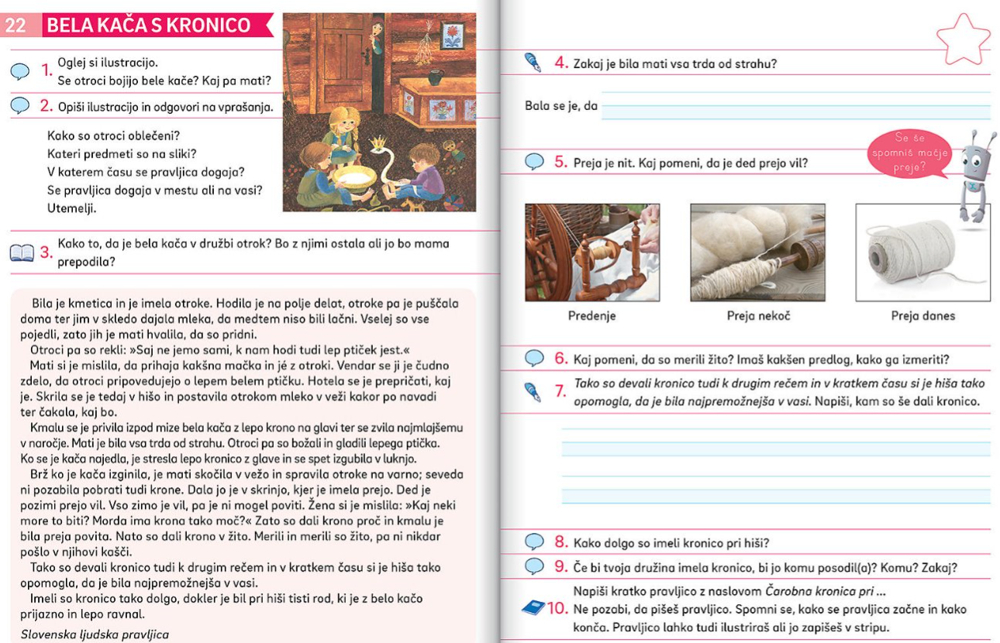 22 BELA KAČA S KRONICO
1. Oglej si ilustracijo.
Se otroci bojijo bele kače? Kaj pa mati?
2. Opiši ilustracijo in odgovori na vprašanja.
Kako so otroci oblečeni?
Kateri predmeti so na sliki?
V katerem času se pravljica dogaja?
Se pravljica dogaja v mestu ali na vasi?
Utemelji.
3. Kako to, da je bela kača v družbi otrok? Bo z njimi ostala ali jo bo mama
prepodila?
Bila je kmetica in je imela otroke. Hodila je na polje delat, otroke pa je puščala
doma ter jim v skledo dajala mleka, da medtem niso bili lačni. Vselej so vse
pojedli, zato jih je mati hvalila, da so pridni.
Otroci pa so rekli: »Saj ne jemo sami, k nam hodi tudi lep ptiček jest.«
Mati si je mislila, da prihaja kakšna mačka in jé z otroki. Vendar se ji je čudno
zdelo, da otroci pripovedujejo o lepem belem ptičku. Hotela se je prepričati, kaj
je. Skrila se je tedaj v hišo in postavila otrokom mleko v veži kakor po navadi
ter čakala, kaj bo.
Kmalu se je privila izpod mize bela kača z lepo krono na glavi ter se zvila najmlajšemu
v naročje. Mati je bila vsa trda od strahu. Otroci pa so božali in gladili lepega ptička.
Ko se je kača najedla, je stresla lepo kronico z glave in se spet izgubila v luknjo.
Brž ko je kača izginila, je mati skočila v vežo in spravila otroke na varno; seveda
ni pozabila pobrati tudi krone. Dala jo je v skrinjo, kjer je imela prejo. Ded je
pozimi prejo vil. Vso zimo je vil, pa je ni mogel poviti. Žena si je mislila: »Kaj neki
more to biti? Morda ima krona tako moč?« Zato so dali krono proč in kmalu je
bila preja povita. Nato so dali krono v žito. Merili in merili so žito, pa ni nikdar
pošlo v njihovi kašči.
Tako so devali kronico tudi k drugim rečem in v kratkem času si je hiša tako
opomogla, da je bila najpremožnejša v vasi.
Imeli so kronico tako dolgo, dokler je bil pri hiši tisti rod, ki je z belo kačo
prijazno in lepo ravnal.
Slovenska ljudska pravljica
4. Zakaj je bila mati vsa trda od strahu?
Bala se je, da
5. Preja je nit. Kaj pomeni, da je ded prejo vil?
Se še
spomniš mačje
preje?
Predenje
Preja nekoč
Preja danes
6. Kaj pomeni, da so merili žito? Imaš kakšen predlog, kako ga izmeriti?
7. Tako so devali kronico tudi k drugim rečem in v kratkem času si je hiša tako
opomogla, da je bila najpremožnejša v vasi. Napiši, kam so še dali kronico.
8. Kako dolgo so imeli kronico pri hiši?
9. Če bi tvoja družina imela kronico, bi jo komu posodil(a)? Komu? Zakaj?
10. Napiši kratko pravljico z naslovom Čarobna kronica pri ...
Ne pozabi, da pišeš pravljico. Spomni se, kako se pravljica začne in kako
konča. Pravljico lahko tudi ilustriraš ali jo zapišeš v stripu.